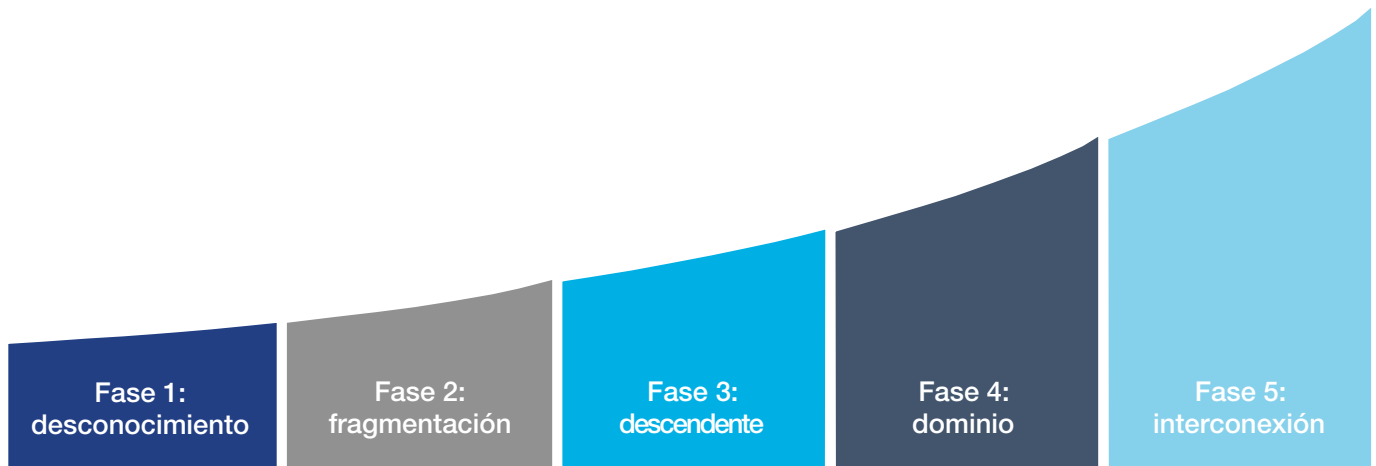 Fase 1:
desconocimiento
Fase 2:
fragmentación
Fase 3:
descendente
Fase 4:
dominio
Fase 5:
interconexión